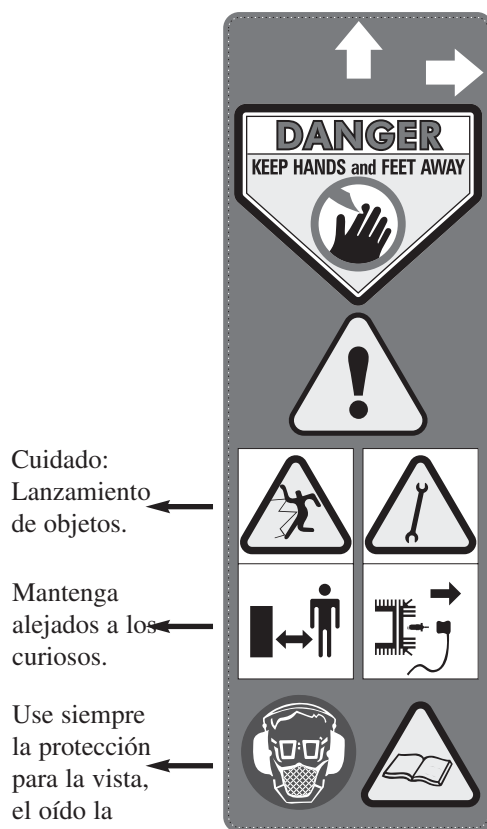 DANGER
KEEP HANDS and FEET AWAY
Cuidado:
Lanzamiento
de objetos.
Mantenga
alejados a los
curiosos.
Use siempre
la protección
para la vista,
el oído la